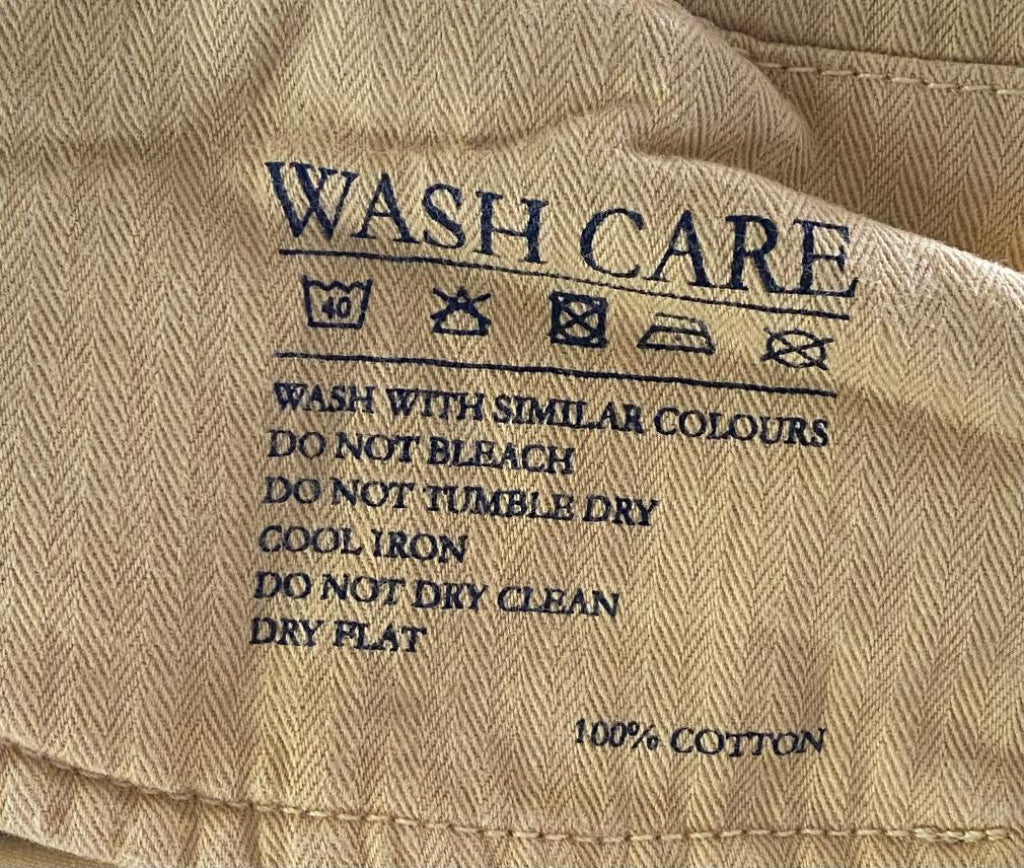 WASH CARE
40
WASH WITH SIMILAR COLOURS
DO NOT BLEACH
DO NOT TUMBLE DRY
COOL IRON
DO NOT DRY CLEAN
DRY FLAT
100% COTTON